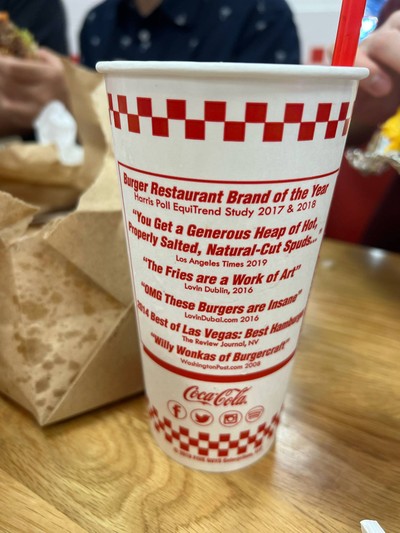 Burger Restaurant Brand of the Year
Harris Poll EquiTrend Study 2017 & 2018
"You Get a Generous Heap of Hot,
Properly Salted, Natural-Cut Spuds..."
Los Angeles Times 2019
"The Fries are a Work of Art"
Lovin Dublin, 2016
"OMG These Burgers are Insane"
LovinDubai.com 2016
2014 Best of Las Vegas: Best Hamburger
The Review Journal, NV
"Willy Wonkas of Burgercraft"
WashingtonPost.com 2008
Coca-Cola